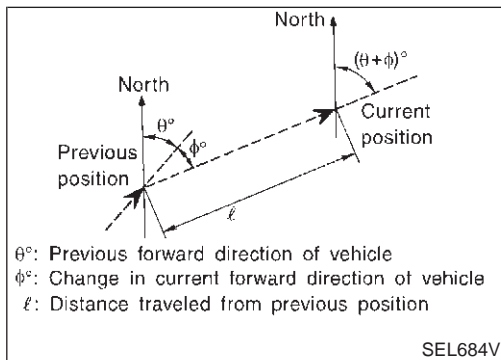 North
(θ+φ)°
North
θ°
φ°
Current
position
Previous
position
ℓ
θ°: Previous forward direction of vehicle
φ°: Change in current forward direction of vehicle
ℓ: Distance traveled from previous position
SEL684V